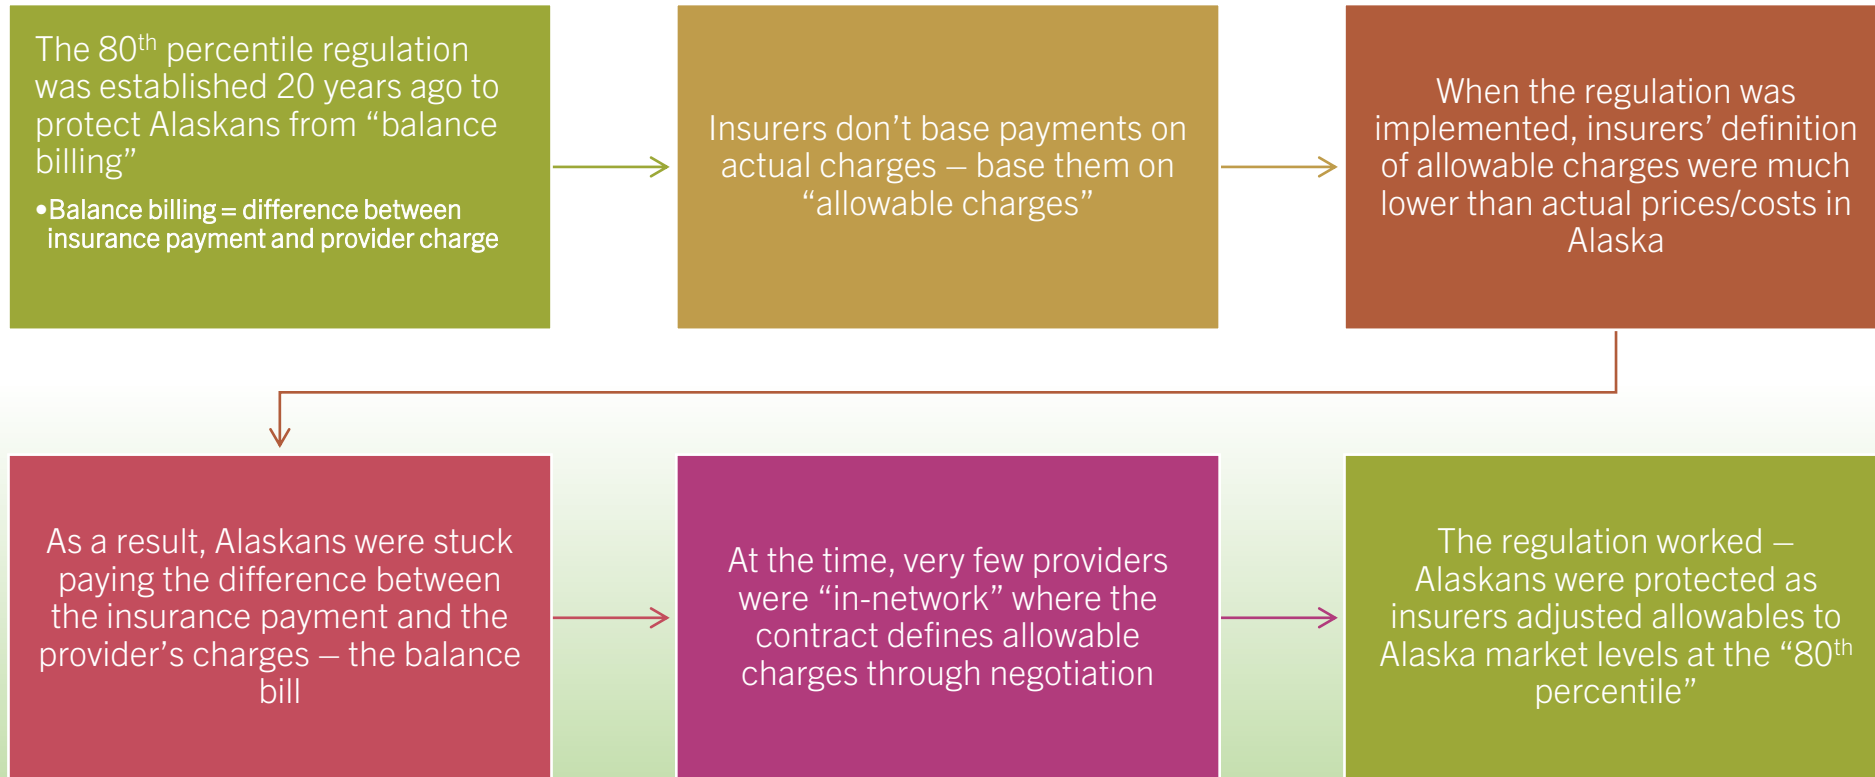 The 80th percentile regulation
was established 20 years ago to
protect Alaskans from “balance
billing”
•Balance billing = difference between
insurance payment and provider charge
Insurers don’t base payments on
actual charges – base them on
“allowable charges”
When the regulation was
implemented, insurers’ definition
of allowable charges were much
lower than actual prices/costs in
Alaska
As a result, Alaskans were stuck
paying the difference between
the insurance payment and the
provider’s charges – the balance
bill
At the time, very few providers
were “in-network” where the
contract defines allowable
charges through negotiation
The regulation worked –
Alaskans were protected as
insurers adjusted allowables to
Alaska market levels at the “80th
percentile”